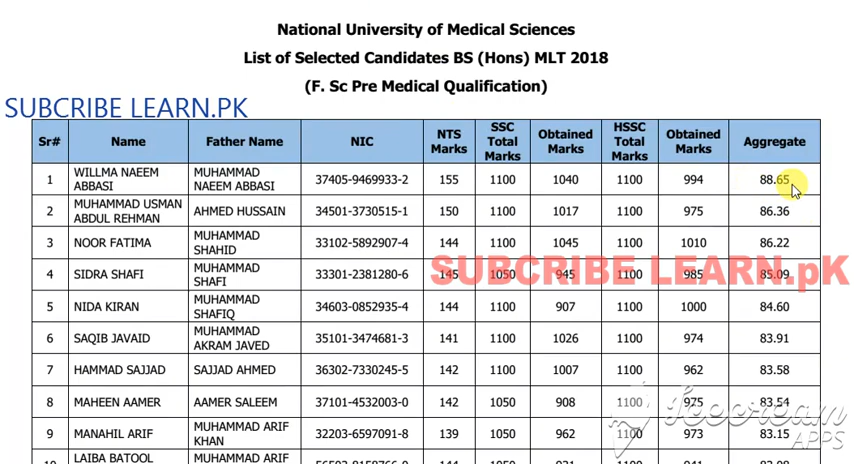 National University of Medical Sciences
List of Selected Candidates BS (Hons) MLT 2018
(F. Sc Pre Medical Qualification)
SUBCRIBE LEARN.PK
Sr# Name Father Name NIC NTS Marks SSC Total Marks Obtained Marks HSSC Total Marks Obtained Marks Aggregate
1 WILLMA NAEEM ABBASI MUHAMMAD NAEEM ABBASI 37405-9469933-2 155 1100 1040 1100 994 88.65
2 MUHAMMAD USMAN ABDUL REHMAN AHMED HUSSAIN 34501-3730515-1 150 1100 1017 1100 975 86.36
3 NOOR FATIMA MUHAMMAD SHAHID 33102-5892907-4 144 1100 1045 1100 1010 86.22
4 SIDRA SHAFI MUHAMMAD SHAFI 33301-2381280-6 145 1050 945 1100 985 85.09
SUBCRIBE LEARN.pK
5 NIDA KIRAN MUHAMMAD SHAFIQ 34603-0852935-4 144 1100 907 1100 1000 84.60
6 SAQIB JAVAID MUHAMMAD AKRAM JAVED 35101-3474681-3 141 1100 1026 1100 974 83.91
7 HAMMAD SAJJAD SAJJAD AHMED 36302-7330245-5 142 1100 1007 1100 962 83.58
8 MAHEEN AAMER AAMER SALEEM 37101-4532003-0 142 1050 908 1100 975 83.54
9 MANAHIL ARIF MUHAMMAD ARIF KHAN 32203-6597091-8 139 1050 962 1100 973 83.15
Icecream
APPS
LAIBA BATOOL MUHAMMAD ARIF